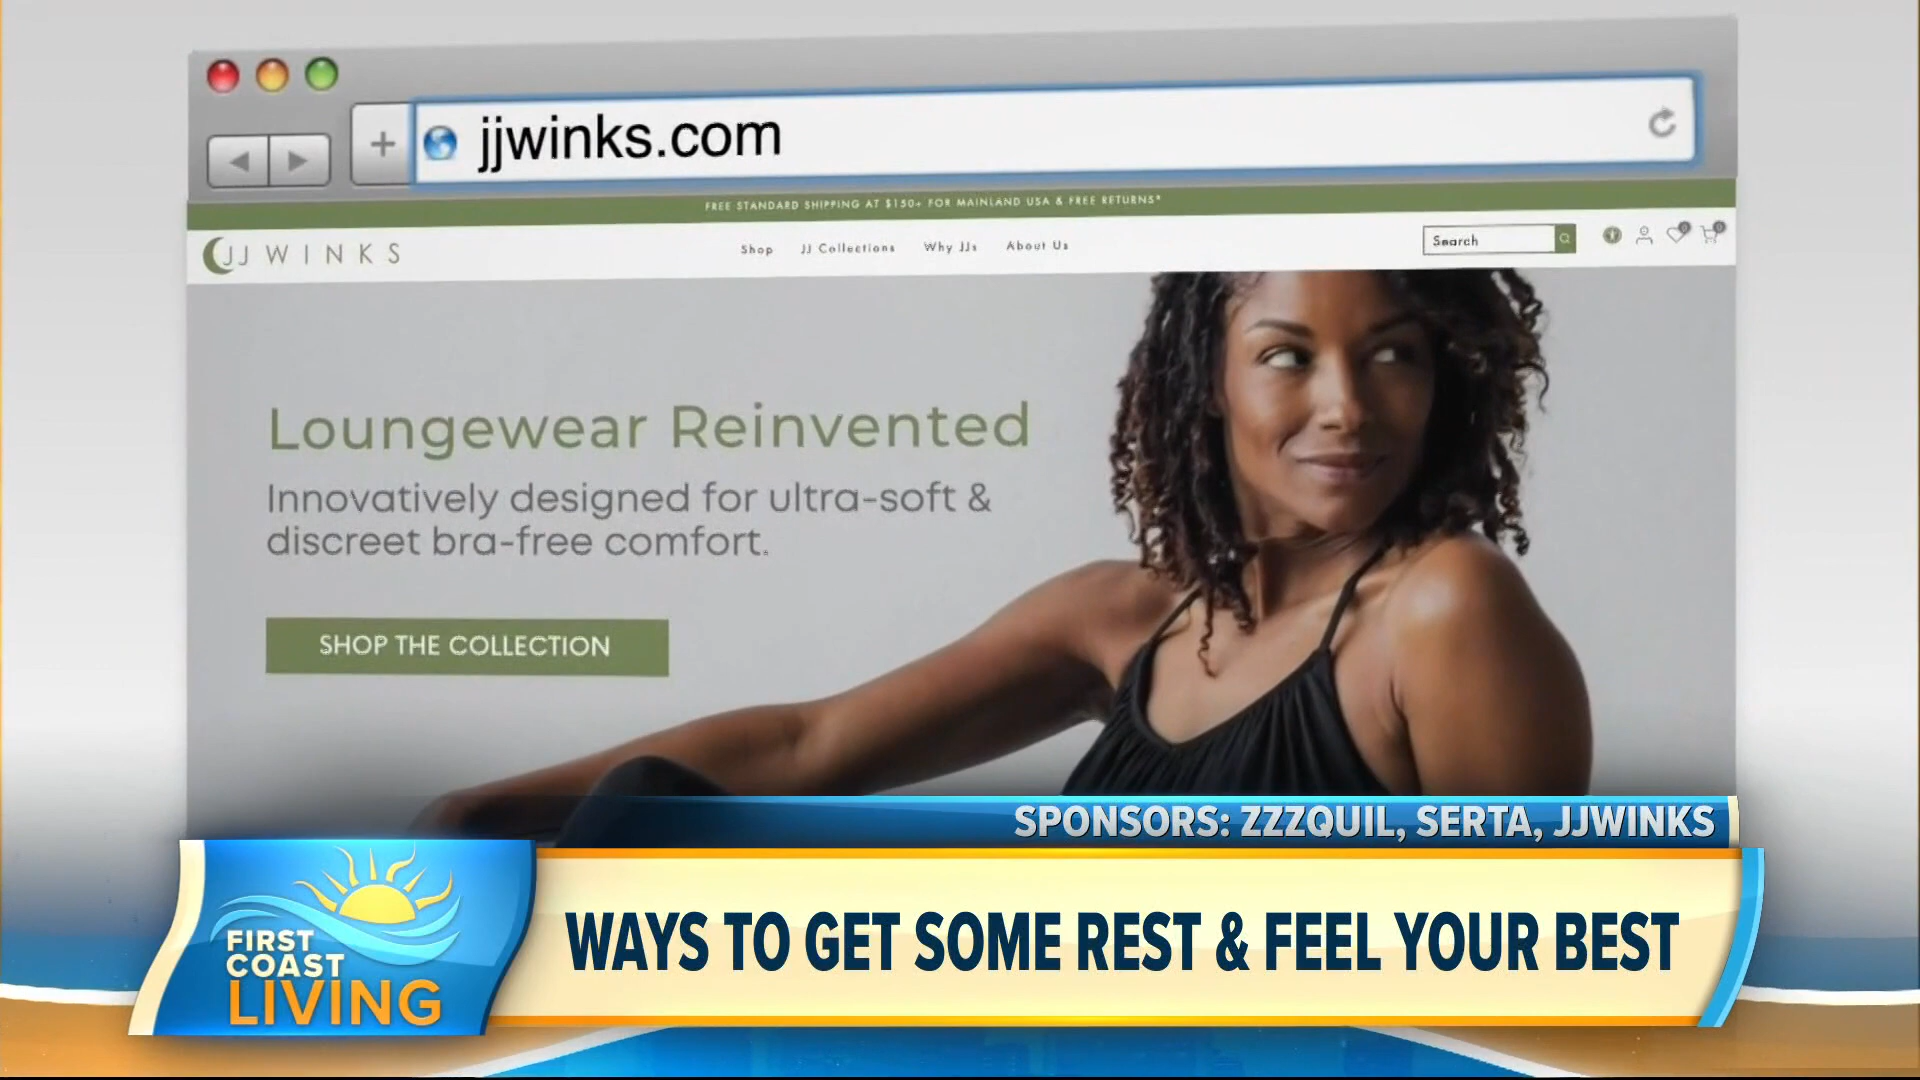 + jjwinks.com
FREE STANDARD SHIPPING AT $150+ FOR MAINLAND USA & FREE RETURNS*
JJ WINKS
Shop JJ Collections Why JJs About Us
Search
0 0
Loungewear Reinvented
Innovatively designed for ultra-soft &
discreet bra-free comfort.
SHOP THE COLLECTION
SPONSORS: ZZZQUIL, SERTA, JJWINKS
FIRST
COAST
LIVING
WAYS TO GET SOME REST & FEEL YOUR BEST